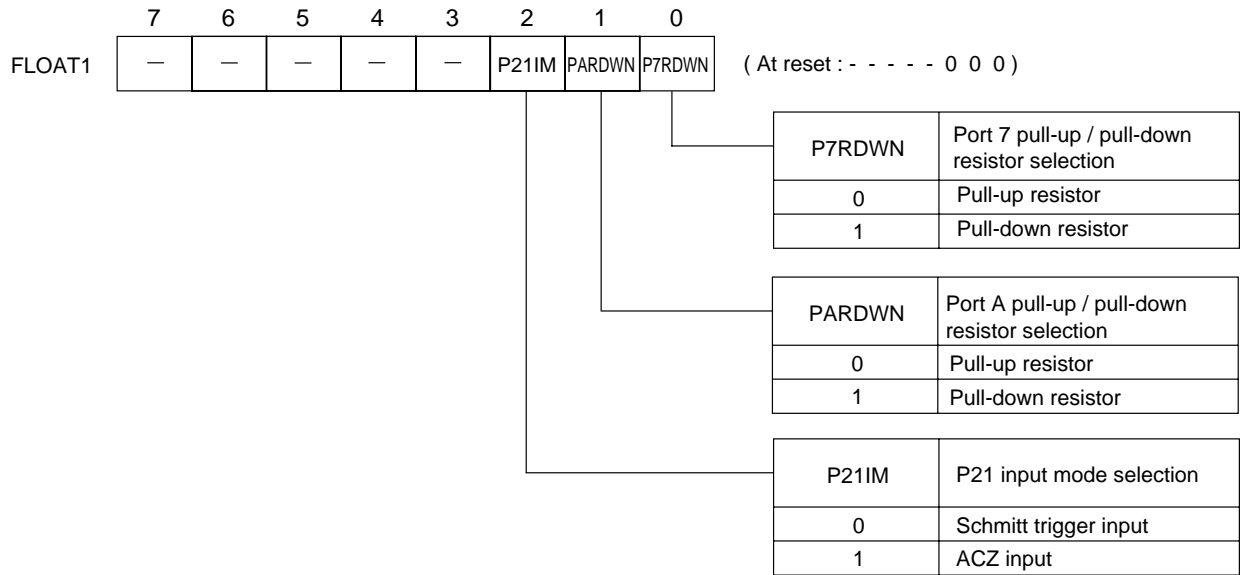 7 6 5 4 3 2 1 0
FLOAT1 — — — — — P21IM PARDWN P7RDWN ( At reset : - - - - - 0 0 0 )
P7RDWN Port 7 pull-up / pull-down
resistor selection
0 Pull-up resistor
1 Pull-down resistor
PARDWN Port A pull-up / pull-down
resistor selection
0 Pull-up resistor
1 Pull-down resistor
P21IM P21 input mode selection
0 Schmitt trigger input
1 ACZ input